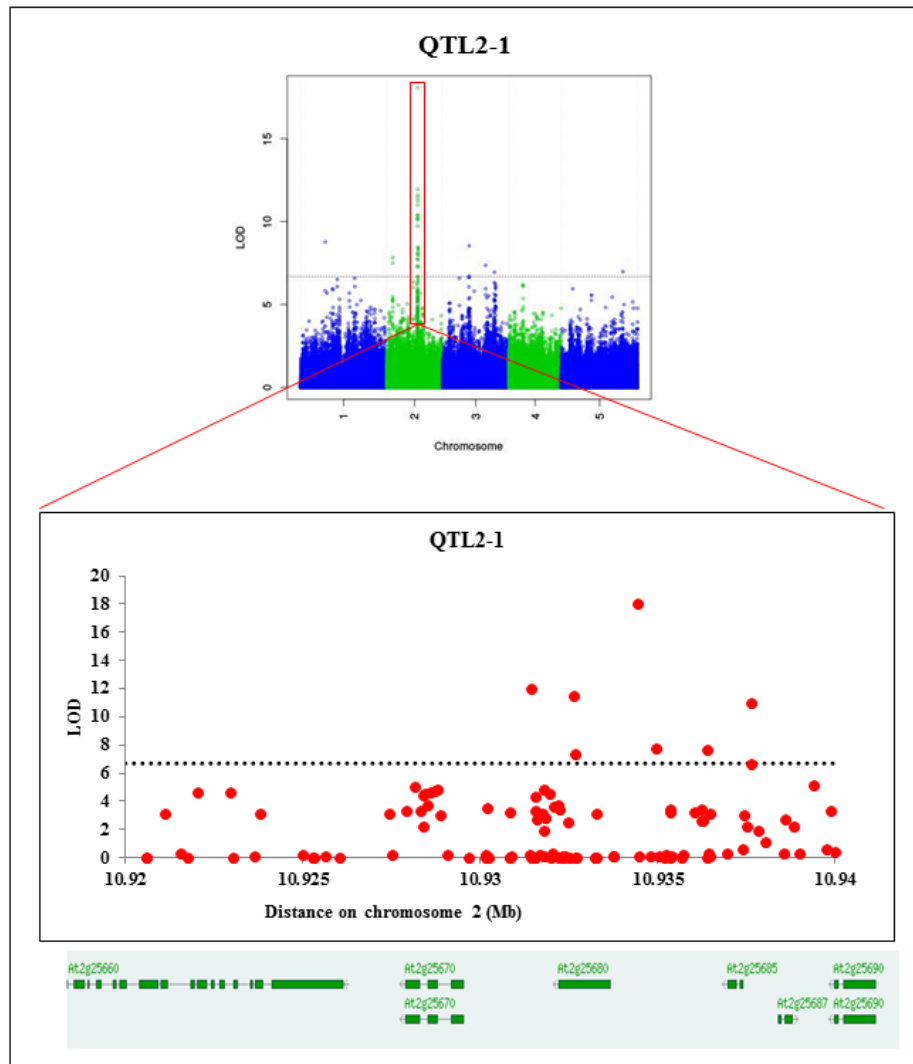 QTL2-1
15
10
5
0
LOD
1 2 3 4 5
Chromosome
QTL2-1
20
18
16
14
12
10
8
6
4
2
0
LOD
10.92 10.925 10.93 10.935 10.94
Distance on chromosome 2 (Mb)
At2g25660 At2g25670 At2g25680 At2g25685 At2g25690
At2g25670 At2g25687 At2g25690